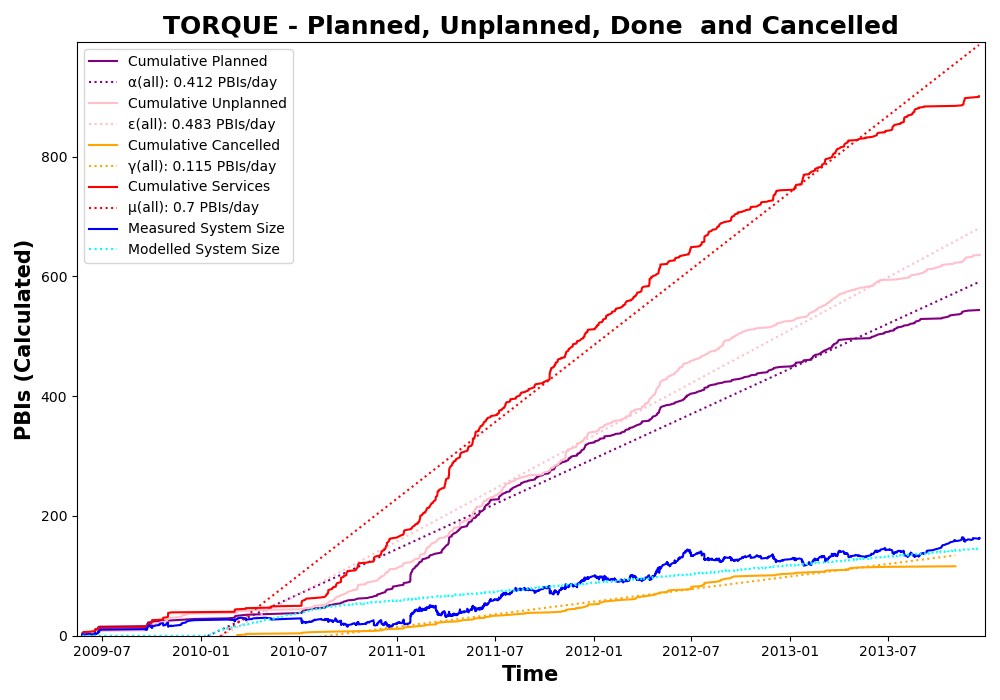 TORQUE - Planned, Unplanned, Done  and Cancelled
Cumulative Planned
α(all): 0.412 PBIs/day
Cumulative Unplanned
ε(all): 0.483 PBIs/day
Cumulative Cancelled
γ(all): 0.115 PBIs/day
Cumulative Services
μ(all): 0.7 PBIs/day
Measured System Size
Modelled System Size
PBIs (Calculated)
800
600
400
200
0
2009-07 2010-01 2010-07 2011-01 2011-07 2012-01 2012-07 2013-01 2013-07
Time